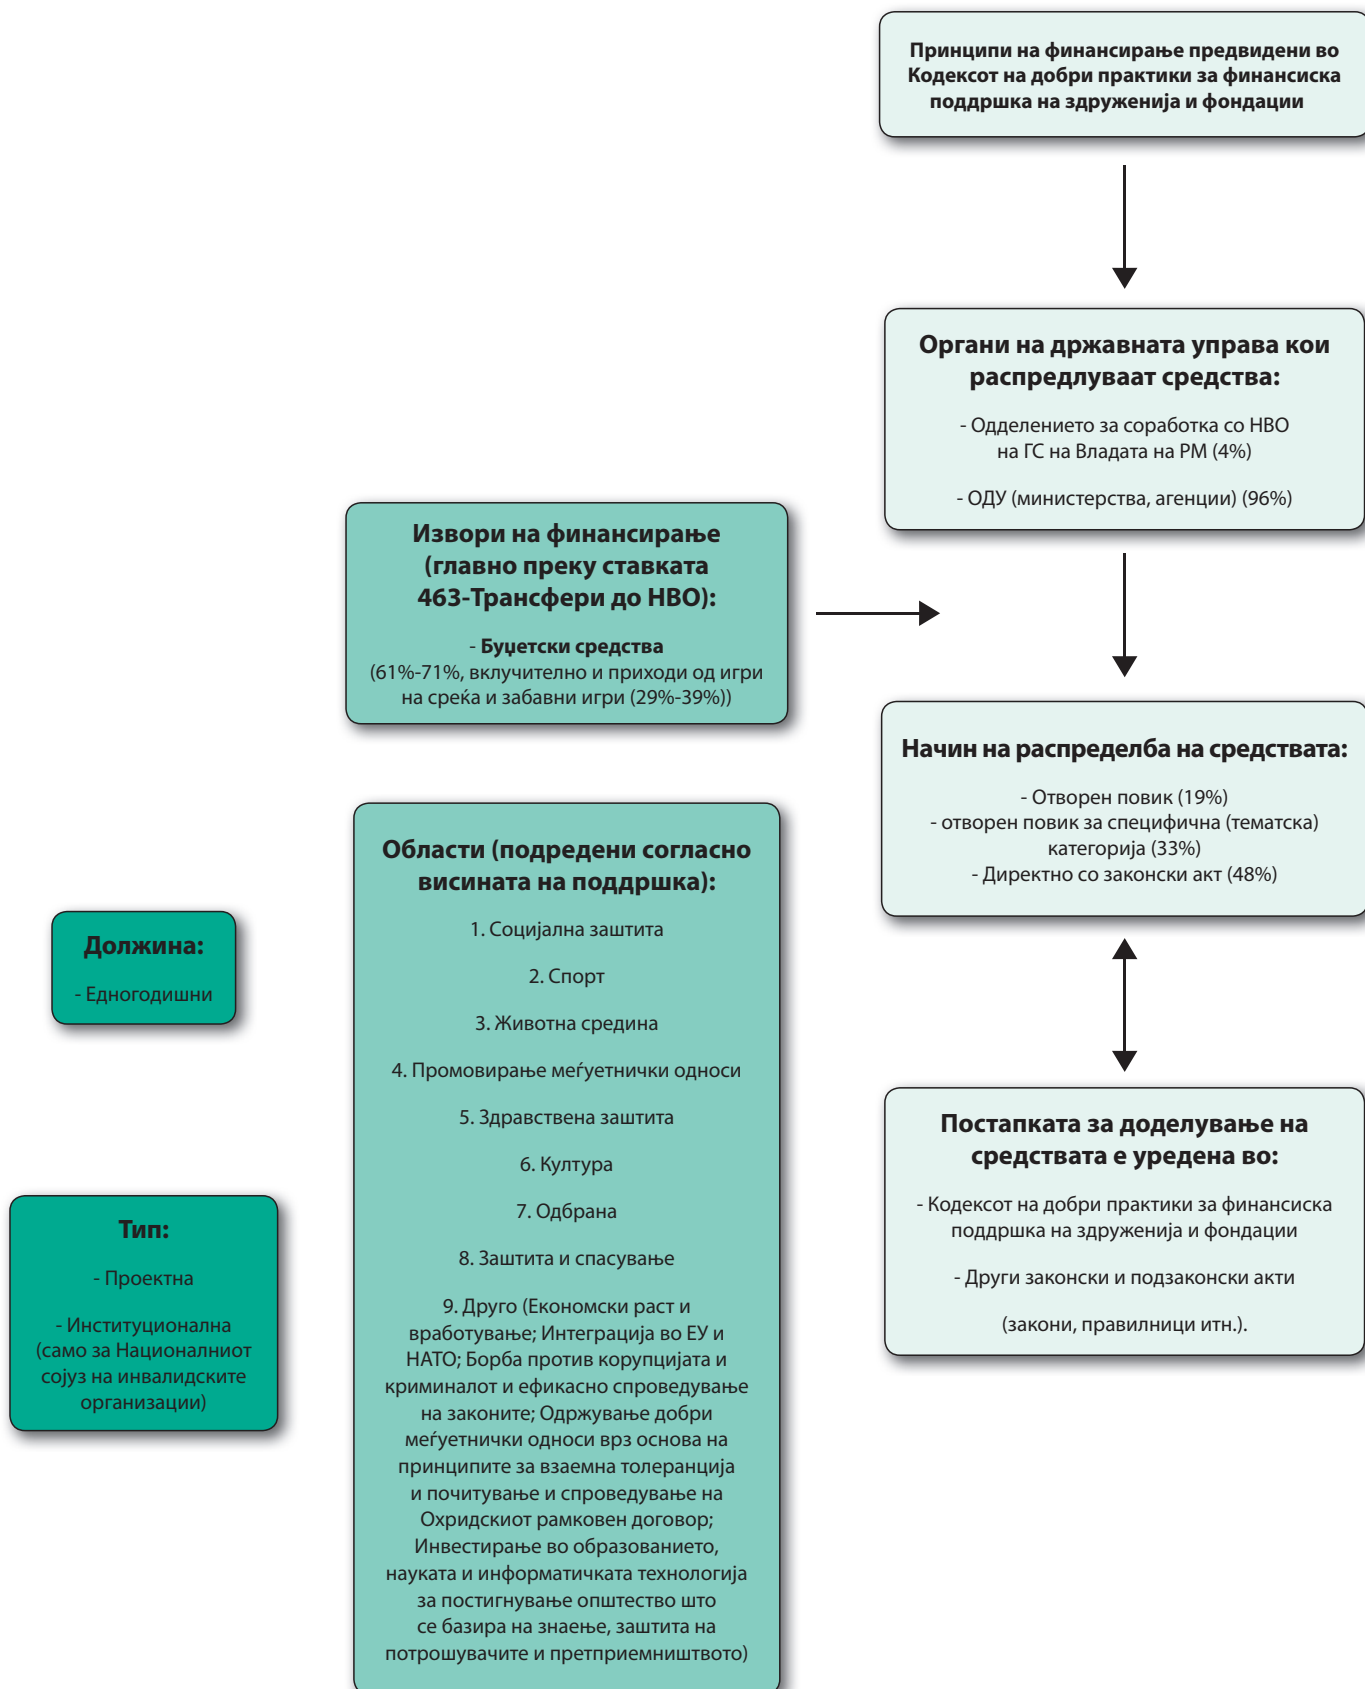 Принципи на финансирање предвидени во
Кодексот на добри практики за финансиска
поддршка на здруженија и фондации
Органи на државната управа кои
распредлуваат средства:
- Одделението за соработка со НВО
на ГС на Владата на РМ (4%)
- ОДУ (министерства, агенции) (96%)
Извори на финансирање
(главно преку ставката
463-Трансфери до НВО):
- Буџетски средства
(61%-71%, вклучително и приходи од игри
на среќа и забавни игри (29%-39%))
Начин на распределба на средствата:
- Отворен повик (19%)
- отворен повик за специфична (тематска)
категорија (33%)
- Директно со законски акт (48%)
Области (подредени согласно
висината на поддршка):
1. Социјална заштита
2. Спорт
3. Животна средина
4. Промовирање меѓуетнички односи
5. Здравствена заштита
6. Култура
7. Одбрана
8. Заштита и спасување
9. Друго (Економски раст и
вработување; Интеграција во ЕУ и
НАТО; Борба против корупцијата и
криминалот и ефикасно спроведување
на законите; Одржување добри
меѓуетнички односи врз основа на
принципите за взаемна толеранција
и почитување и спроведување на
Охридскиот рамковен договор;
Инвестирање во образованието,
науката и информатичката технологија
за постигнување општество што
се базира на знаење, заштита на
потрошувачите и претприемништвото)
Должина:
- Едногодишни
Тип:
- Проектна
- Институционална
(само за Националниот
сојуз на инвалидските
организации)
Постапката за доделување на
средствата е уредена во:
- Кодексот на добри практики за финансиска
поддршка на здруженија и фондации
- Други законски и подзаконски акти
(закони, правилници итн.).